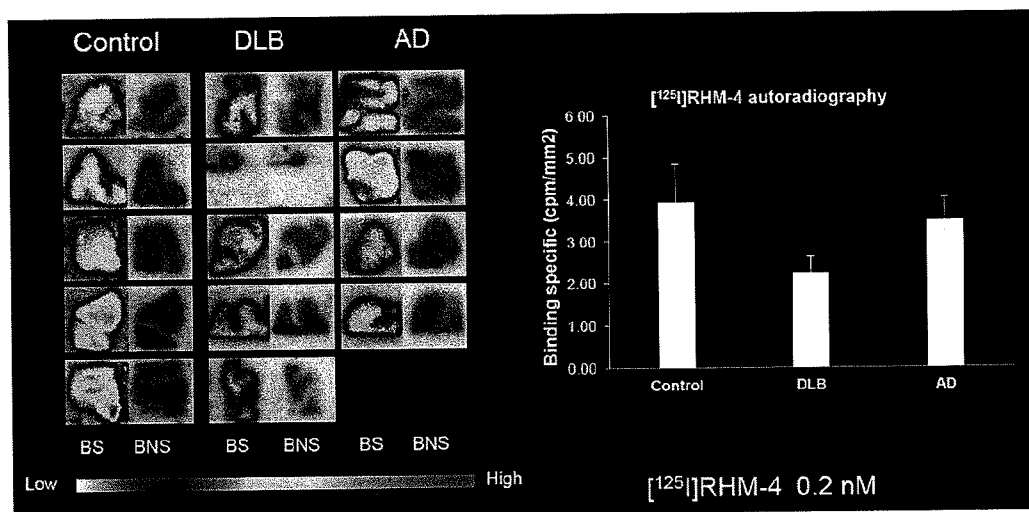 Control DLB AD
BS BNS BS BNS BS BNS
Low High
[¹²⁵I]RHM-4 autoradiography
Binding specific (cpm/mm2)
6.00
5.00
4.00
3.00
2.00
1.00
0.00
Control DLB AD
[¹²⁵I]RHM-4 0.2 nM